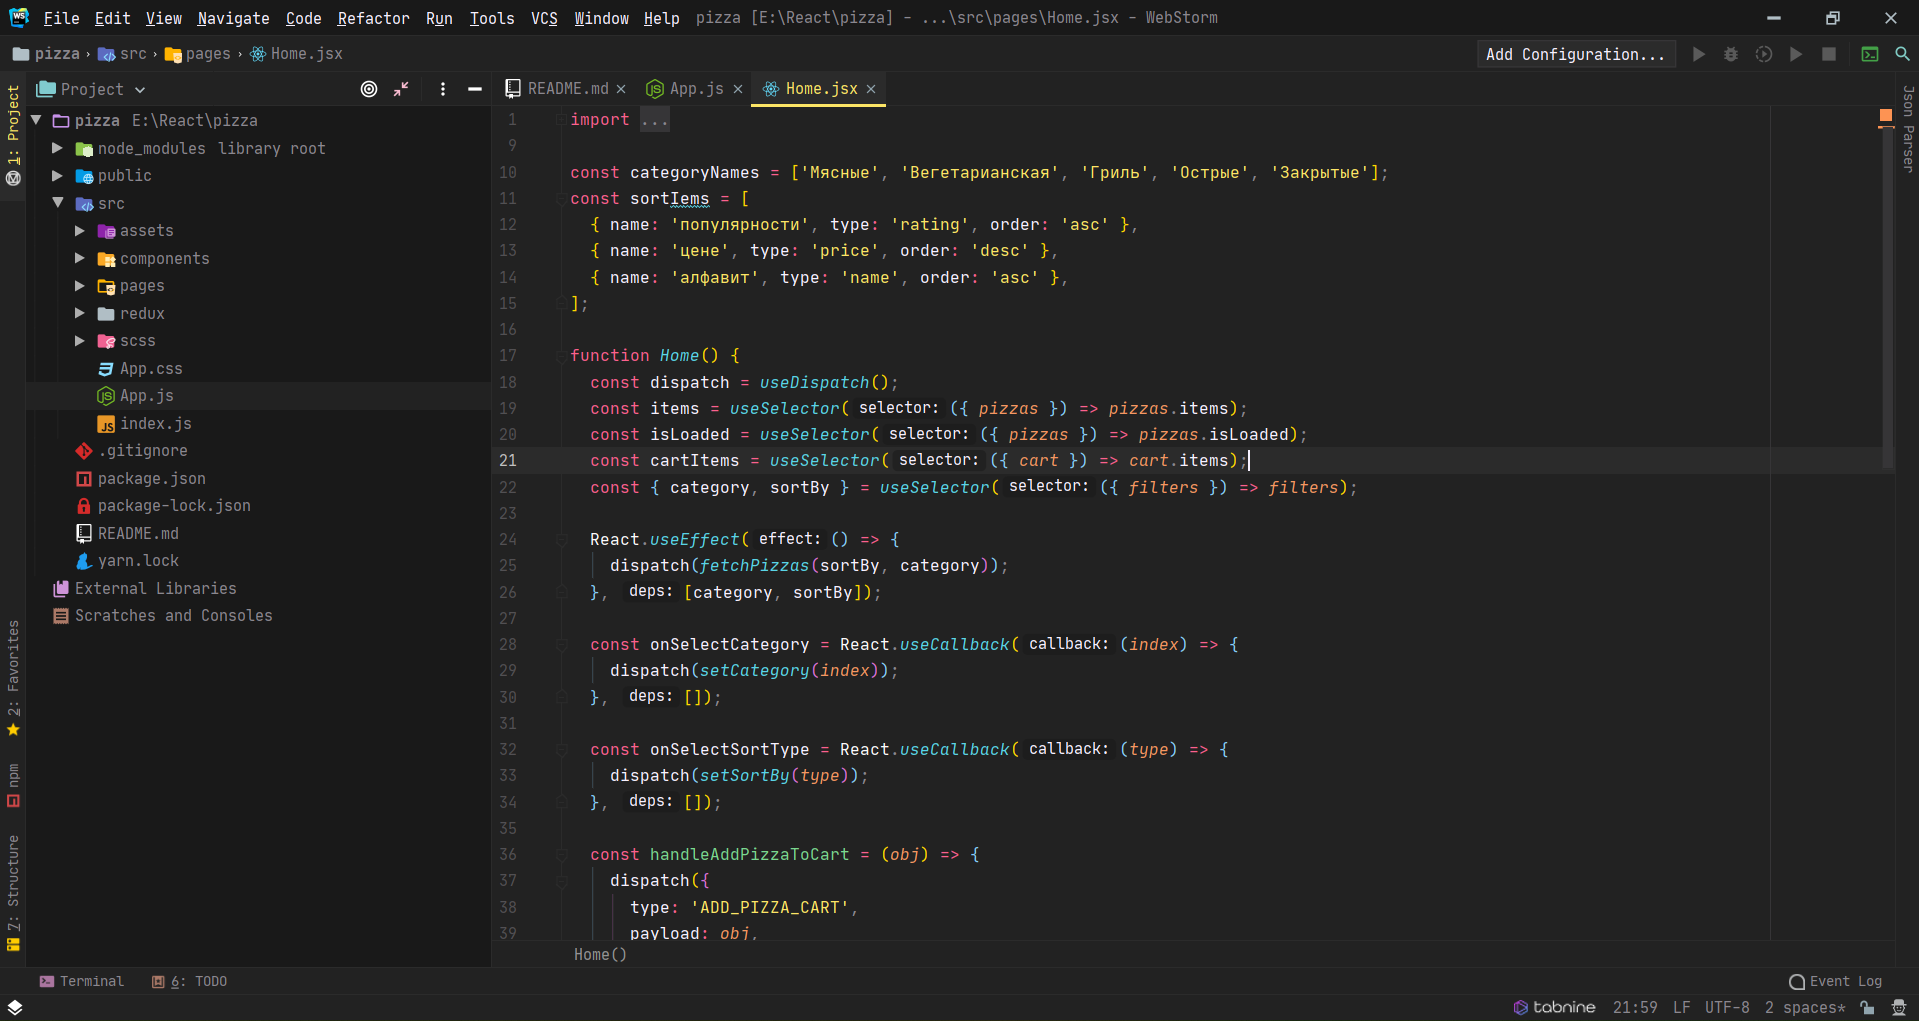 File Edit View Navigate Code Refactor Run Tools VCS Window Help pizza [E:\React\pizza] - ...\src\pages\Home.jsx - WebStorm
pizza › src › pages › Home.jsx Add Configuration...
Project README.md App.js Home.jsx
1: Project
2: Favorites
npm
7: Structure
Json Parser
pizza E:\React\pizza
node_modules library root
public
src
assets
components
pages
redux
scss
App.css
App.js
index.js
.gitignore
package.json
package-lock.json
README.md
yarn.lock
External Libraries
Scratches and Consoles
1 import ...
9
10 const categoryNames = ['Мясные', 'Вегетарианская', 'Гриль', 'Острые', 'Закрытые'];
11 const sortIems = [
12 { name: 'популярности', type: 'rating', order: 'asc' },
13 { name: 'цене', type: 'price', order: 'desc' },
14 { name: 'алфавит', type: 'name', order: 'asc' },
15 ];
16
17 function Home() {
18 const dispatch = useDispatch();
19 const items = useSelector( selector: ({ pizzas }) => pizzas.items);
20 const isLoaded = useSelector( selector: ({ pizzas }) => pizzas.isLoaded);
21 const cartItems = useSelector( selector: ({ cart }) => cart.items);
22 const { category, sortBy } = useSelector( selector: ({ filters }) => filters);
23
24 React.useEffect( effect: () => {
25 dispatch(fetchPizzas(sortBy, category));
26 }, deps: [category, sortBy]);
27
28 const onSelectCategory = React.useCallback( callback: (index) => {
29 dispatch(setCategory(index));
30 }, deps: []);
31
32 const onSelectSortType = React.useCallback( callback: (type) => {
33 dispatch(setSortBy(type));
34 }, deps: []);
35
36 const handleAddPizzaToCart = (obj) => {
37 dispatch({
38 type: 'ADD_PIZZA_CART',
39 payload: obj,
Home()
Terminal 6: TODO Event Log
tabnine 21:59 LF UTF-8 2 spaces*